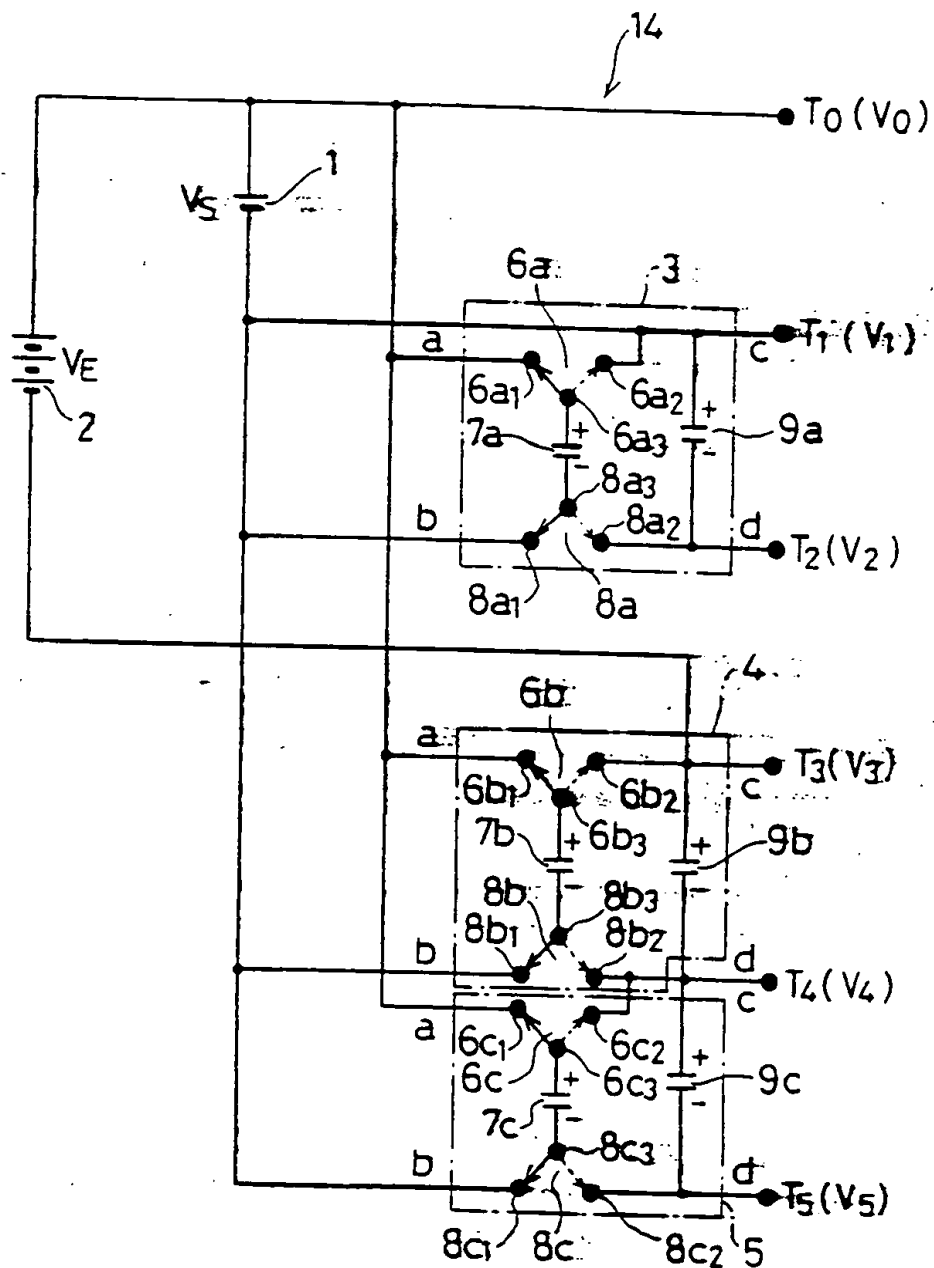 14
T0 (V0)
1
VS
6a
3
T1 (V1)
a
c
6a1
6a2
VE
2
7a
+
-
6a3
+
-
9a
8a3
b
8a2
d
T2 (V2)
8a1
8a
4
6b
a
T3 (V3)
c
6b1
6b2
7b
+
-
6b3
+
-
9b
8b
8b3
8b1
8b2
b
d
T4 (V4)
c
a
6c1
6c
6c2
6c3
+
-
9c
7c
+
-
8c3
b
d
T5 (V5)
8c1
8c
8c2
5